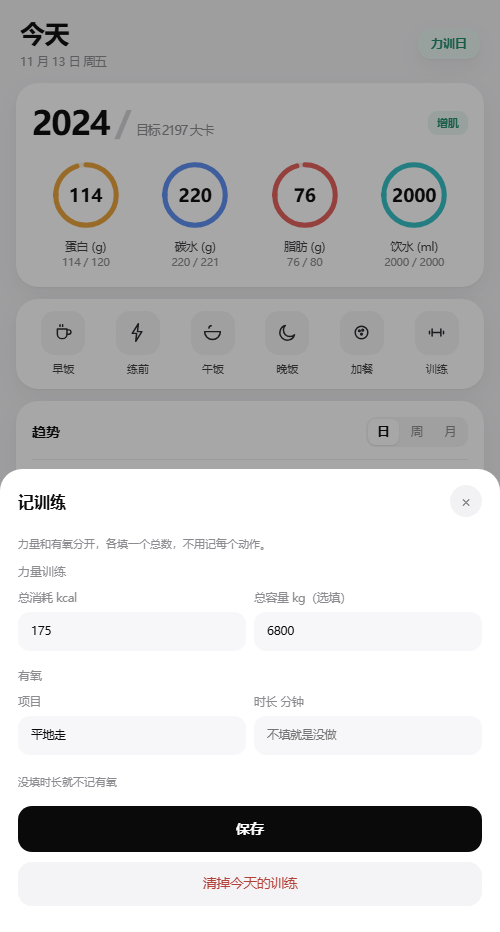 今天
力训日
11 月 13 日 周五
2024 / 目标 2197 大卡
增肌
114 220 76 2000
蛋白 (g) 碳水 (g) 脂肪 (g) 饮水 (ml)
114 / 120 220 / 221 76 / 80 2000 / 2000
早饭 练前 午饭 晚饭 加餐 训练
趋势 日 周 月
记训练 ×
力量和有氧分开，各填一个总数，不用记每个动作。
力量训练
总消耗 kcal 总容量 kg（选填）
175 6800
有氧
项目 时长 分钟
平地走 不填就是没做
没填时长就不记有氧
保存
清掉今天的训练